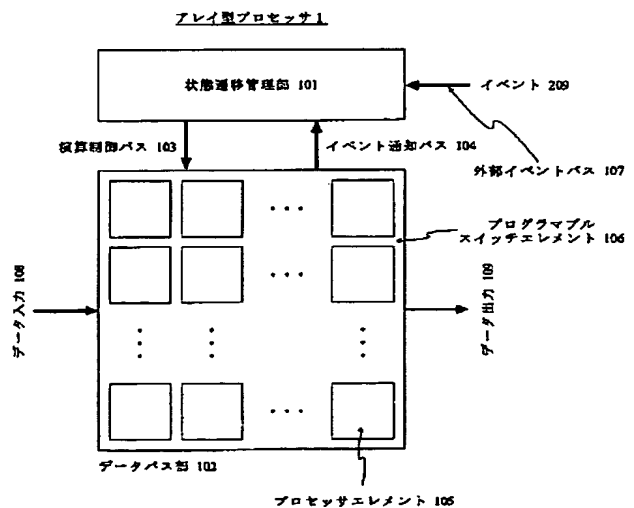 アレイ型プロセッサ1
状態遷移管理部 101
イベント 209
演算制御バス 103
イベント通知バス 104
外部イベントバス 107
プログラマブル
スイッチエレメント 106
データ入力 108
データ出力 109
データパス部 102
プロセッサエレメント 105